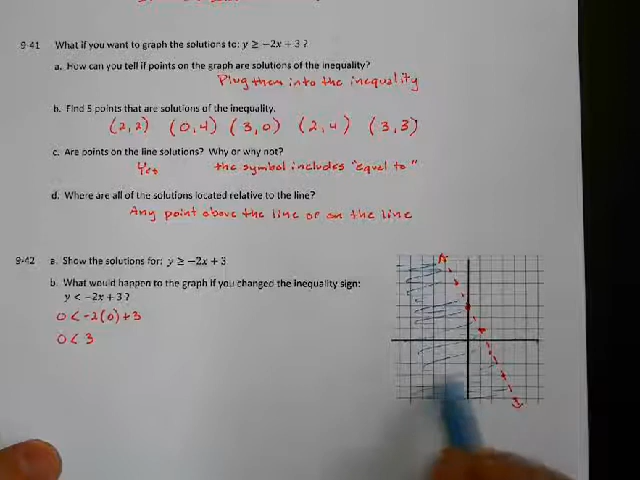 9-41 What if you want to graph the solutions to: y ≥ −2x + 3 ?
a. How can you tell if points on the graph are solutions of the inequality?
Plug them into the inequality
b. Find 5 points that are solutions of the inequality.
(2,2) (0,4) (3,0) (2,4) (3,3)
c. Are points on the line solutions? Why or why not?
Yes the symbol includes "equal to"
d. Where are all of the solutions located relative to the line?
Any point above the line or on the line
9-42 a. Show the solutions for: y ≥ −2x + 3
b. What would happen to the graph if you changed the inequality sign:
y < −2x + 3 ?
0 < -2(0) + 3
0 < 3